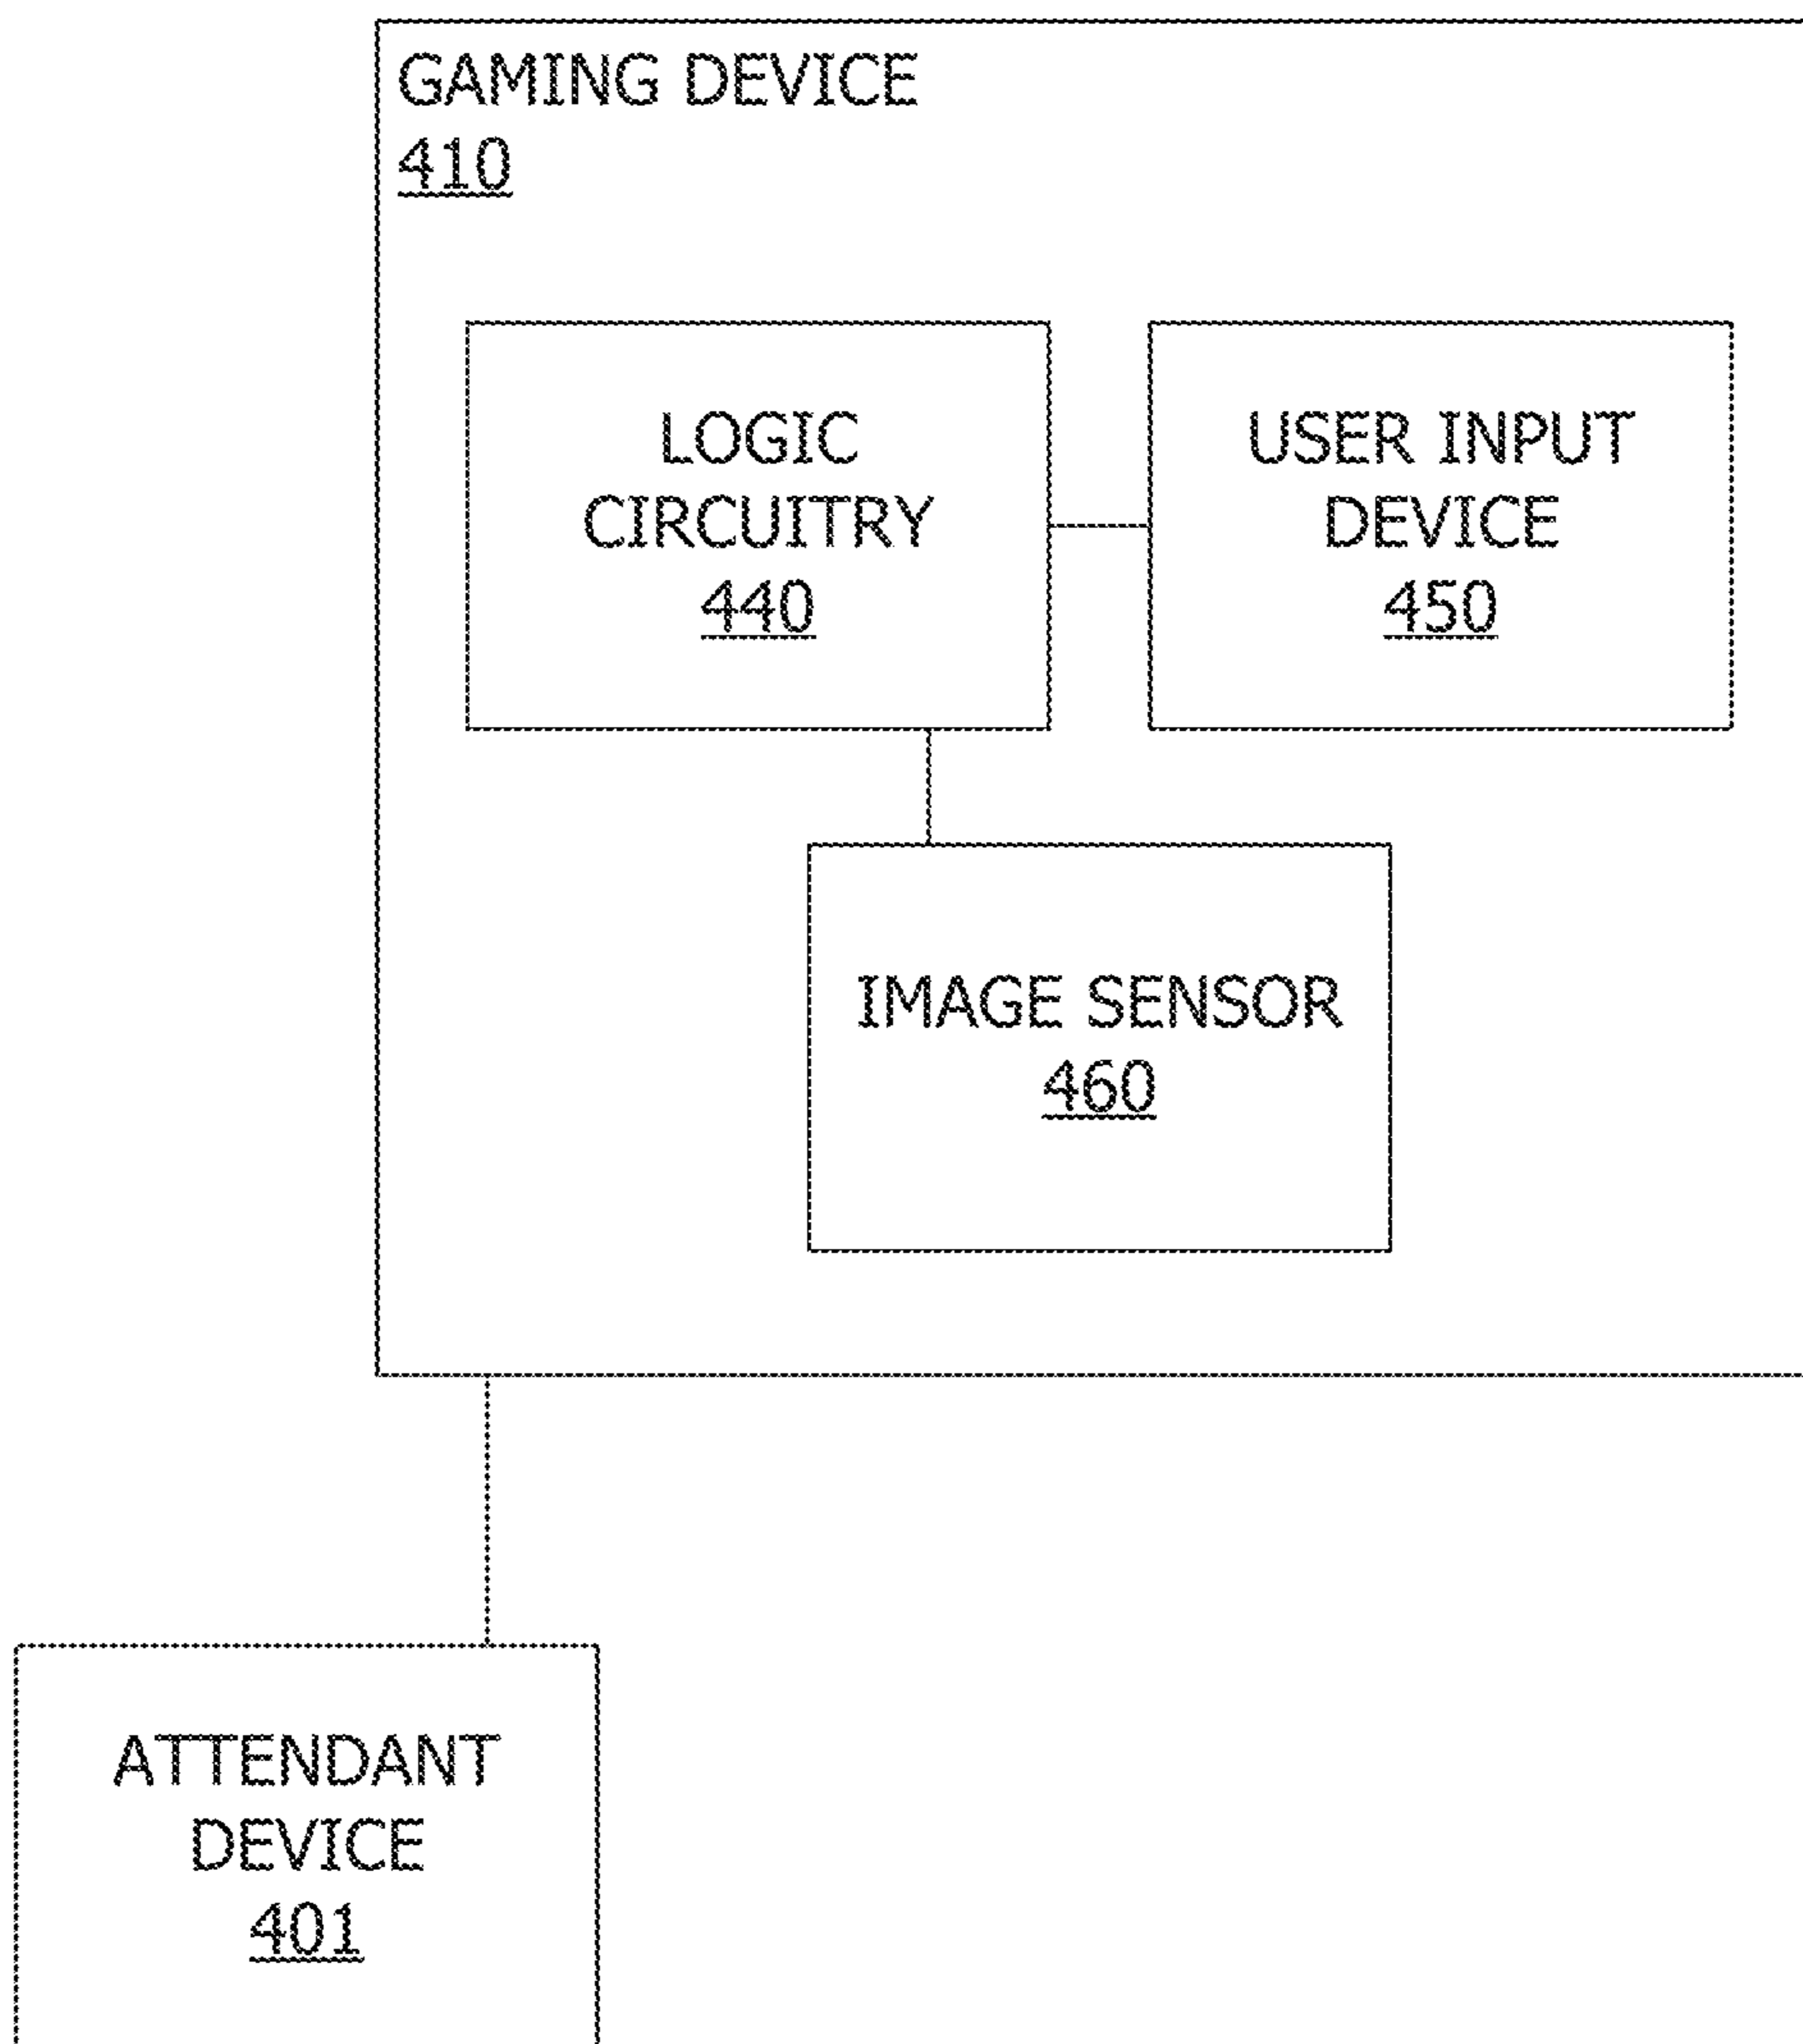 GAMING DEVICE
410
LOGIC
CIRCUITRY
440
USER INPUT
DEVICE
450
IMAGE SENSOR
460
ATTENDANT
DEVICE
401